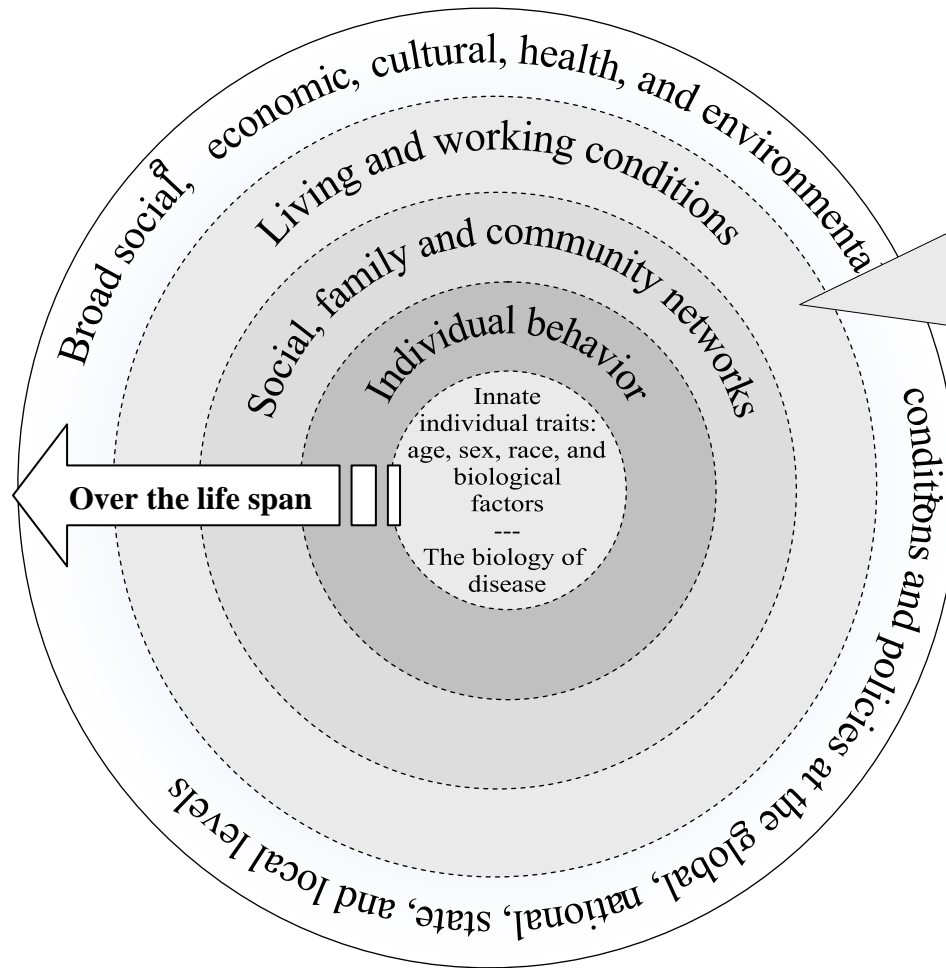 Broad social,ᵃ economic, cultural, health, and environmenta
conditions and policies at the global, national, state, and local levels
Living and working conditions
Social, family and community networks
Individual behavior
Innate
individual traits:
age, sex, race, and
biological
factors
---
The biology of
disease
Over the life span